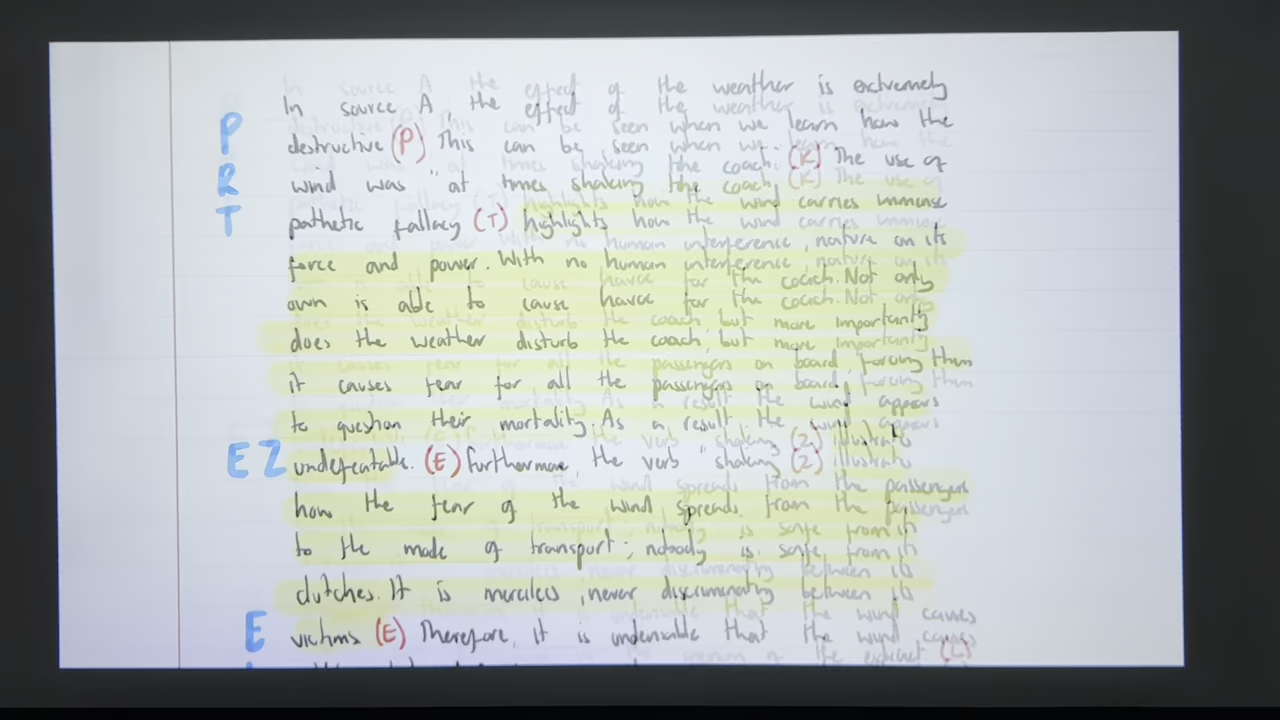 In source A the effect of the weather is extremely
P destructive (P) This can be seen when we learn how the
R wind was "at times shaking the coach. (R) The use of
T pathetic fallacy (T) highlights how the wind carries immense
force and power. With no human interference, nature on its
own is able to cause havoc for the coach. Not only
does the weather disturb the coach, but more importantly
it causes fear for all the passengers on board, forcing them
to question their mortality. As a result the wind appears
E Z undefeatable. (E) Furthermore, the verb "shaking (Z) illustrates
how the fear of the wind spreads from the passengers
to the mode of transport; nobody is safe from its
clutches. It is merciless, never discriminating between its
E victims (E) Therefore, it is undeniable that the wind causes
of the extract (L)